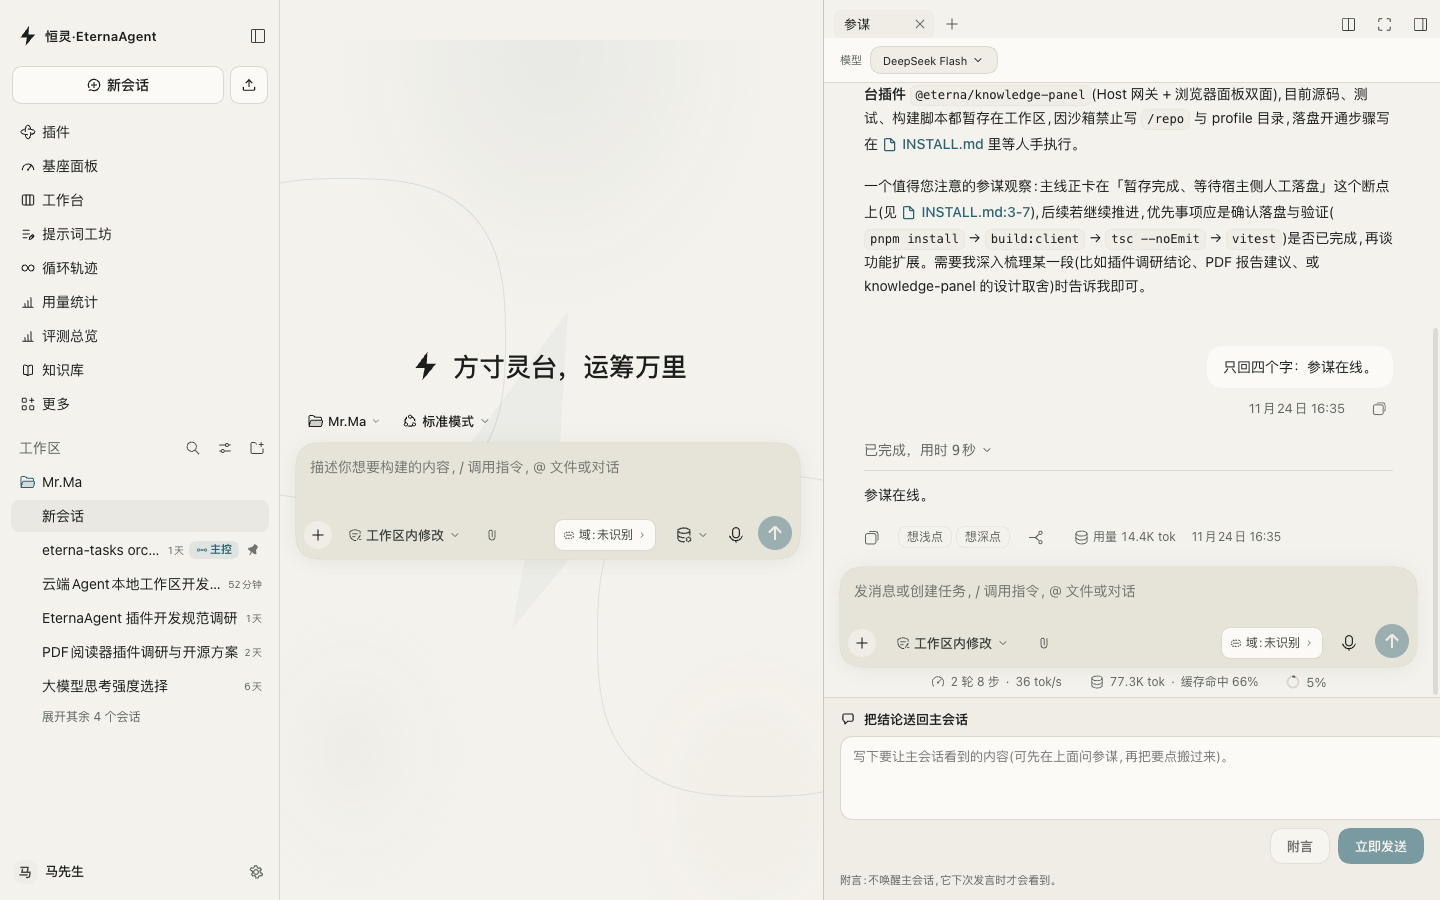 恒灵·EternaAgent
新会话
插件
基座面板
工作台
提示词工坊
循环轨迹
用量统计
评测总览
知识库
更多
工作区
Mr.Ma
新会话
eterna-tasks orc... 1天 主控
云端Agent本地工作区开发... 52分钟
EternaAgent 插件开发规范调研 1天
PDF阅读器插件调研与开源方案 2天
大模型思考强度选择 6天
展开其余 4 个会话
马 马先生
方寸灵台，运筹万里
Mr.Ma 标准模式
描述你想要构建的内容, / 调用指令, @ 文件或对话
工作区内修改 域:未识别
参谋
模型 DeepSeek Flash
台插件 @eterna/knowledge-panel (Host 网关 + 浏览器面板双面),目前源码、测
试、构建脚本都暂存在工作区,因沙箱禁止写 /repo 与 profile 目录,落盘开通步骤写
在 INSTALL.md 里等人手执行。
一个值得您注意的参谋观察:主线正卡在「暂存完成、等待宿主侧人工落盘」这个断点
上(见 INSTALL.md:3-7),后续若继续推进,优先事项应是确认落盘与验证(
pnpm install → build:client → tsc --noEmit → vitest )是否已完成,再谈
功能扩展。需要我深入梳理某一段(比如插件调研结论、PDF 报告建议、或
knowledge-panel 的设计取舍)时告诉我即可。
只回四个字：参谋在线。
11月24日 16:35
已完成，用时 9秒
参谋在线。
想浅点 想深点 用量 14.4K tok 11月24日 16:35
发消息或创建任务, / 调用指令, @ 文件或对话
工作区内修改 域:未识别
2 轮 8 步 · 36 tok/s 77.3K tok · 缓存命中 66% 5%
把结论送回主会话
写下要让主会话看到的内容(可先在上面问参谋,再把要点搬过来)。
附言 立即发送
附言:不唤醒主会话,它下次发言时才会看到。